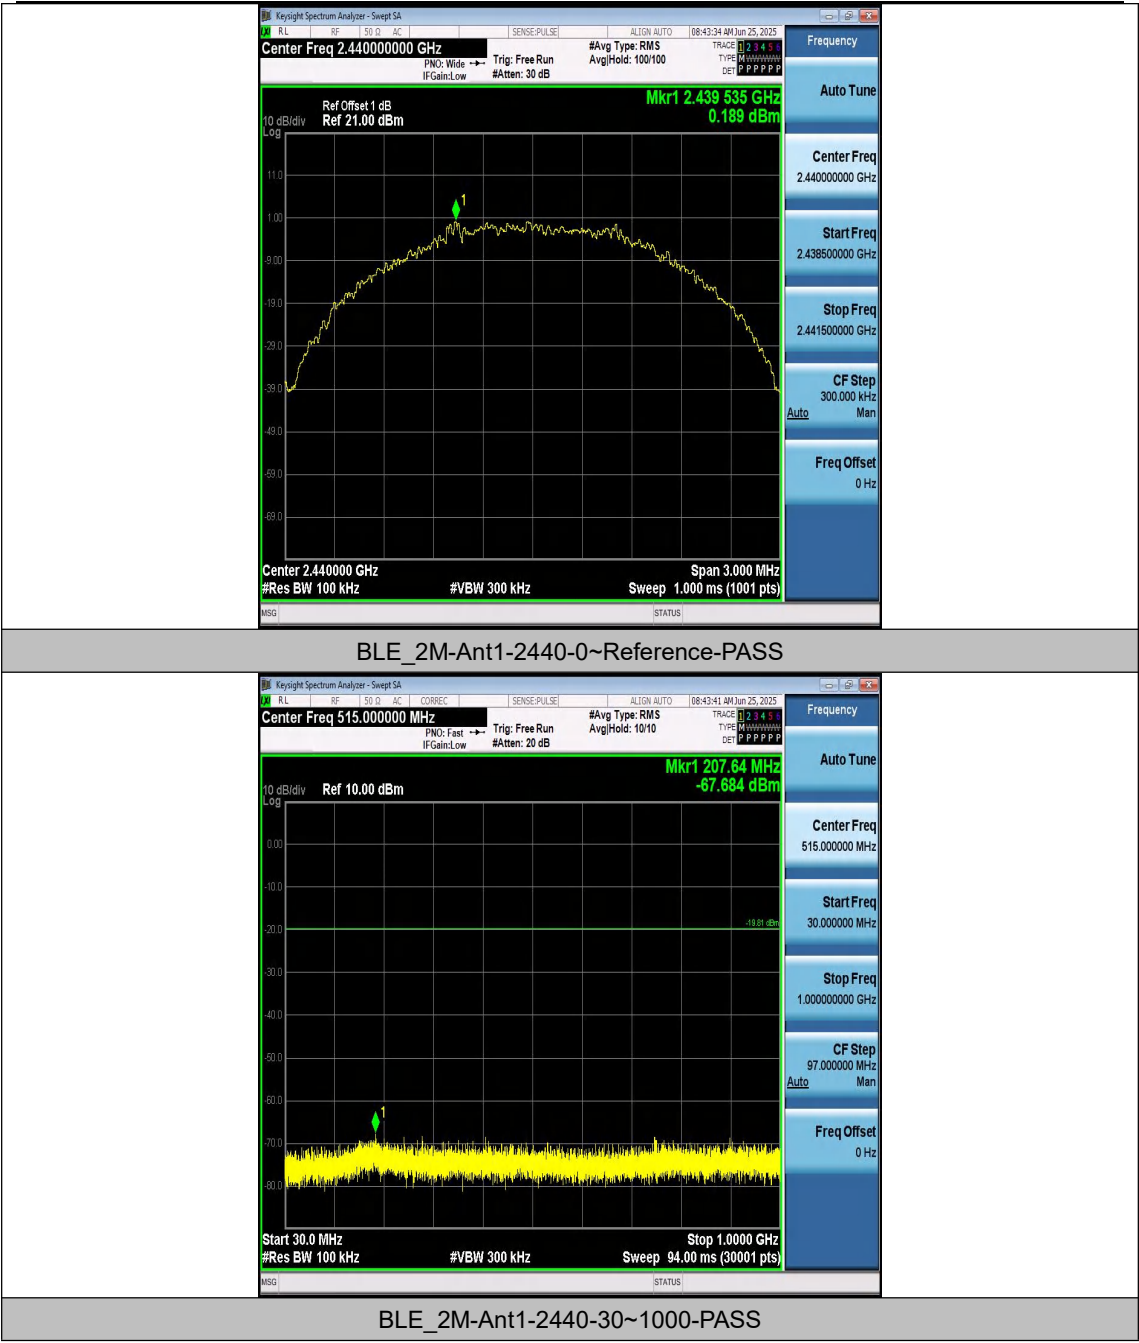 Keysight Spectrum Analyzer - Swept SA
RL RF 50 Ω AC SENSE:PULSE ALIGN AUTO 08:43:34 AM Jun 25, 2025
Center Freq 2.440000000 GHz
PNO: Wide
IFGain:Low
Trig: Free Run
#Atten: 30 dB
#Avg Type: RMS
Avg|Hold: 100/100
TRACE 1 2 3 4 5 6
TYPE M WWWWW
DET P P P P P P
Frequency
Auto Tune
Center Freq
2.440000000 GHz
Start Freq
2.438500000 GHz
Stop Freq
2.441500000 GHz
CF Step
300.000 kHz
Auto Man
Freq Offset
0 Hz
Mkr1 2.439 535 GHz
0.189 dBm
Ref Offset 1 dB
10 dB/div Ref 21.00 dBm
Log
11.0
1.00
-9.00
-19.0
-29.0
-39.0
-49.0
-59.0
-69.0
1
Center 2.440000 GHz Span 3.000 MHz
#Res BW 100 kHz #VBW 300 kHz Sweep 1.000 ms (1001 pts)
MSG STATUS
BLE_2M-Ant1-2440-0~Reference-PASS
Keysight Spectrum Analyzer - Swept SA
RL RF 50 Ω AC CORREC SENSE:PULSE ALIGN AUTO 08:43:41 AM Jun 25, 2025
Center Freq 515.000000 MHz
PNO: Fast
IFGain:Low
Trig: Free Run
#Atten: 20 dB
#Avg Type: RMS
Avg|Hold: 10/10
TRACE 1 2 3 4 5 6
TYPE M WWWWW
DET P P P P P P
Frequency
Auto Tune
Center Freq
515.000000 MHz
Start Freq
30.000000 MHz
Stop Freq
1.000000000 GHz
CF Step
97.000000 MHz
Auto Man
Freq Offset
0 Hz
Mkr1 207.64 MHz
-67.684 dBm
10 dB/div Ref 10.00 dBm
Log
0.00
-10.0
-20.0
-30.0
-40.0
-50.0
-60.0
-70.0
-80.0
-19.81 dBm
1
Start 30.0 MHz Stop 1.0000 GHz
#Res BW 100 kHz #VBW 300 kHz Sweep 94.00 ms (30001 pts)
MSG STATUS
BLE_2M-Ant1-2440-30~1000-PASS